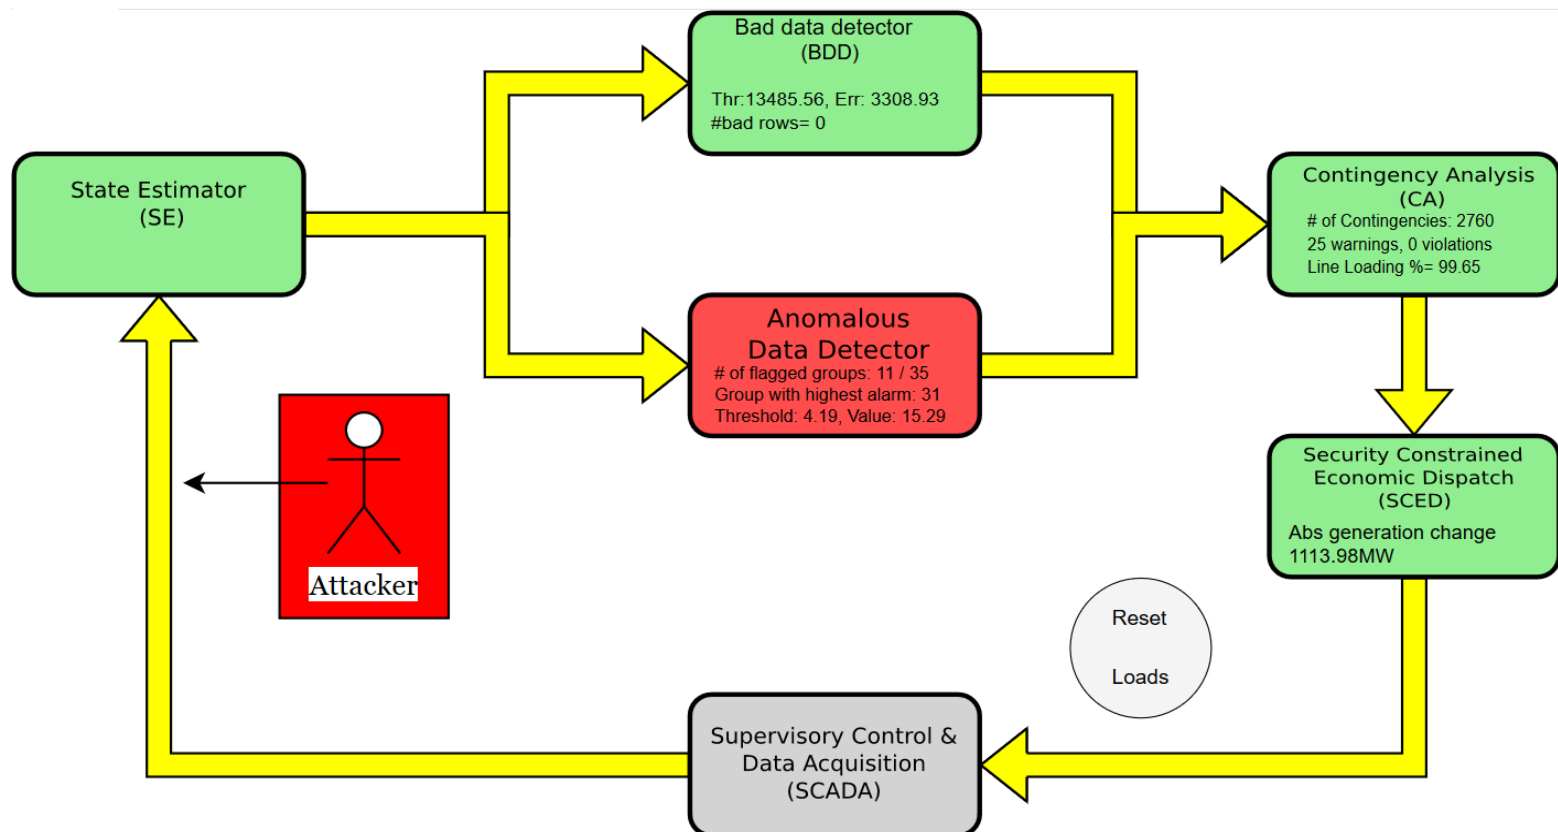 Bad data detector
(BDD)
Thr:13485.56, Err: 3308.93
#bad rows= 0
State Estimator
(SE)
Contingency Analysis
(CA)
# of Contingencies: 2760
25 warnings, 0 violations
Line Loading %= 99.65
Anomalous
Data Detector
# of flagged groups: 11 / 35
Group with highest alarm: 31
Threshold: 4.19, Value: 15.29
Attacker
Security Constrained
Economic Dispatch
(SCED)
Abs generation change
1113.98MW
Reset
Loads
Supervisory Control &
Data Acquisition
(SCADA)